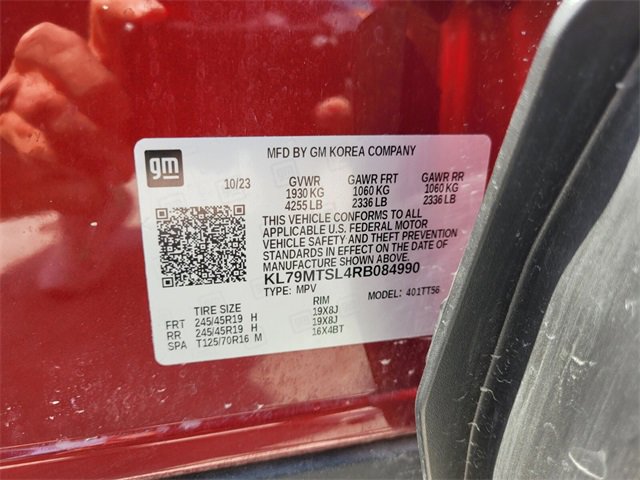 gm
MFD BY GM KOREA COMPANY
10/23 GVWR GAWR FRT GAWR RR
1930 KG 1060 KG 1060 KG
4255 LB 2336 LB 2336 LB
THIS VEHICLE CONFORMS TO ALL
APPLICABLE U.S. FEDERAL MOTOR
VEHICLE SAFETY AND THEFT PREVENTION
STANDARDS IN EFFECT ON THE DATE OF
MANUFACTURE SHOWN ABOVE.
KL79MTSL4RB084990
TYPE: MPV MODEL: 401TT56
TIRE SIZE RIM
FRT 245/45R19 H 19X8J
RR 245/45R19 H 19X8J
SPA T125/70R16 M 16X4BT